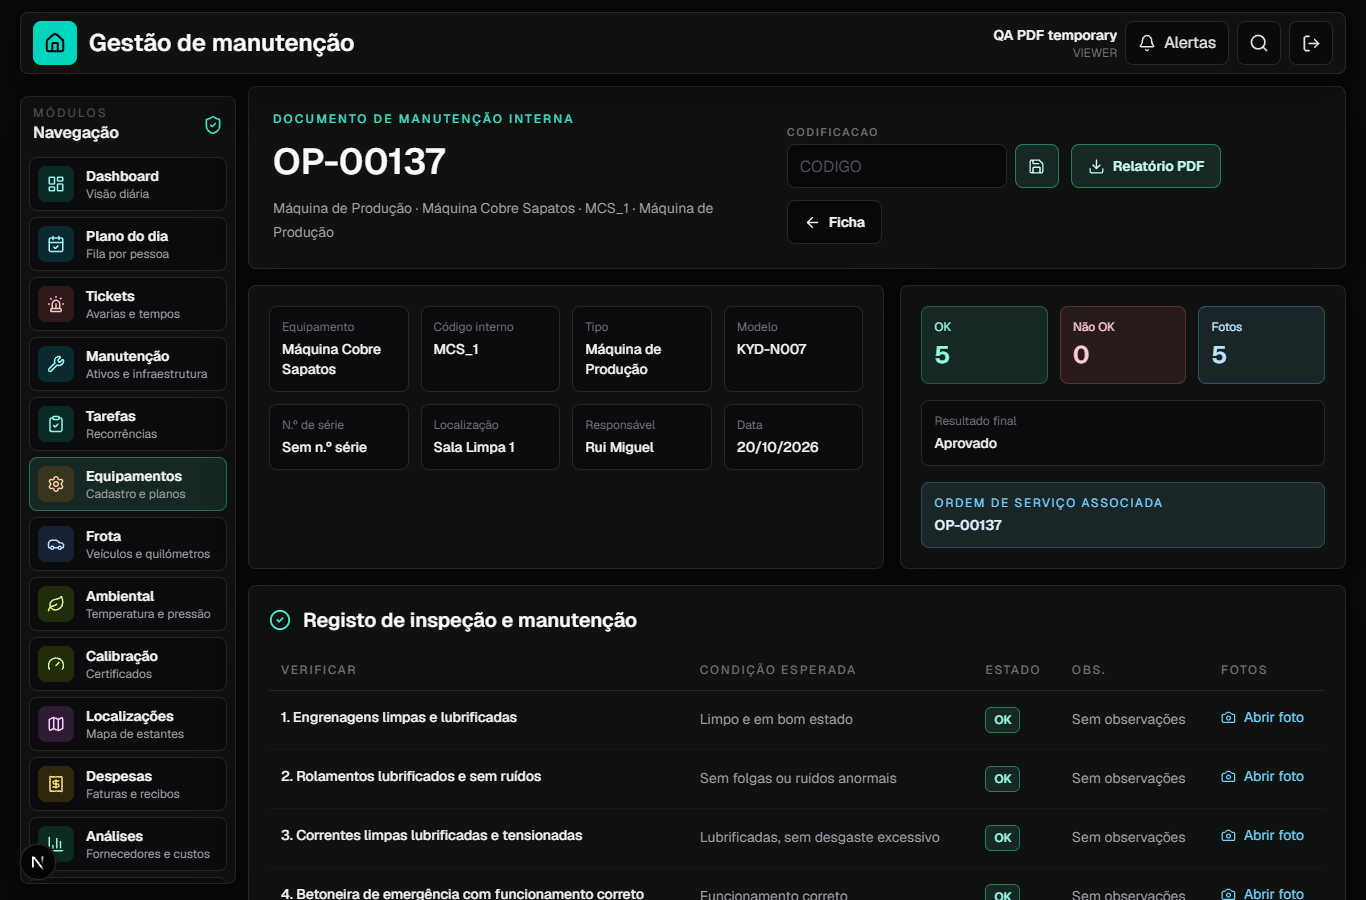 Gestão de manutenção
QA PDF temporary
VIEWER
Alertas
MÓDULOS
Navegação
Dashboard
Visão diária
Plano do dia
Fila por pessoa
Tickets
Avarias e tempos
Manutenção
Ativos e infraestrutura
Tarefas
Recorrências
Equipamentos
Cadastro e planos
Frota
Veículos e quilómetros
Ambiental
Temperatura e pressão
Calibração
Certificados
Localizações
Mapa de estantes
Despesas
Faturas e recibos
Análises
Fornecedores e custos
N
DOCUMENTO DE MANUTENÇÃO INTERNA
OP-00137
Máquina de Produção · Máquina Cobre Sapatos · MCS_1 · Máquina de
Produção
CODIFICACAO
CODIGO
Relatório PDF
Ficha
Equipamento
Máquina Cobre
Sapatos
Código interno
MCS_1
Tipo
Máquina de
Produção
Modelo
KYD-N007
N.º de série
Sem n.º série
Localização
Sala Limpa 1
Responsável
Rui Miguel
Data
20/10/2026
OK
5
Não OK
0
Fotos
5
Resultado final
Aprovado
ORDEM DE SERVIÇO ASSOCIADA
OP-00137
Registo de inspeção e manutenção
VERIFICAR CONDIÇÃO ESPERADA ESTADO OBS. FOTOS
1. Engrenagens limpas e lubrificadas Limpo e em bom estado OK Sem observações Abrir foto
2. Rolamentos lubrificados e sem ruídos Sem folgas ou ruídos anormais OK Sem observações Abrir foto
3. Correntes limpas lubrificadas e tensionadas Lubrificadas, sem desgaste excessivo OK Sem observações Abrir foto
4. Betoneira de emergência com funcionamento correto Funcionamento correto OK Sem observações Abrir foto